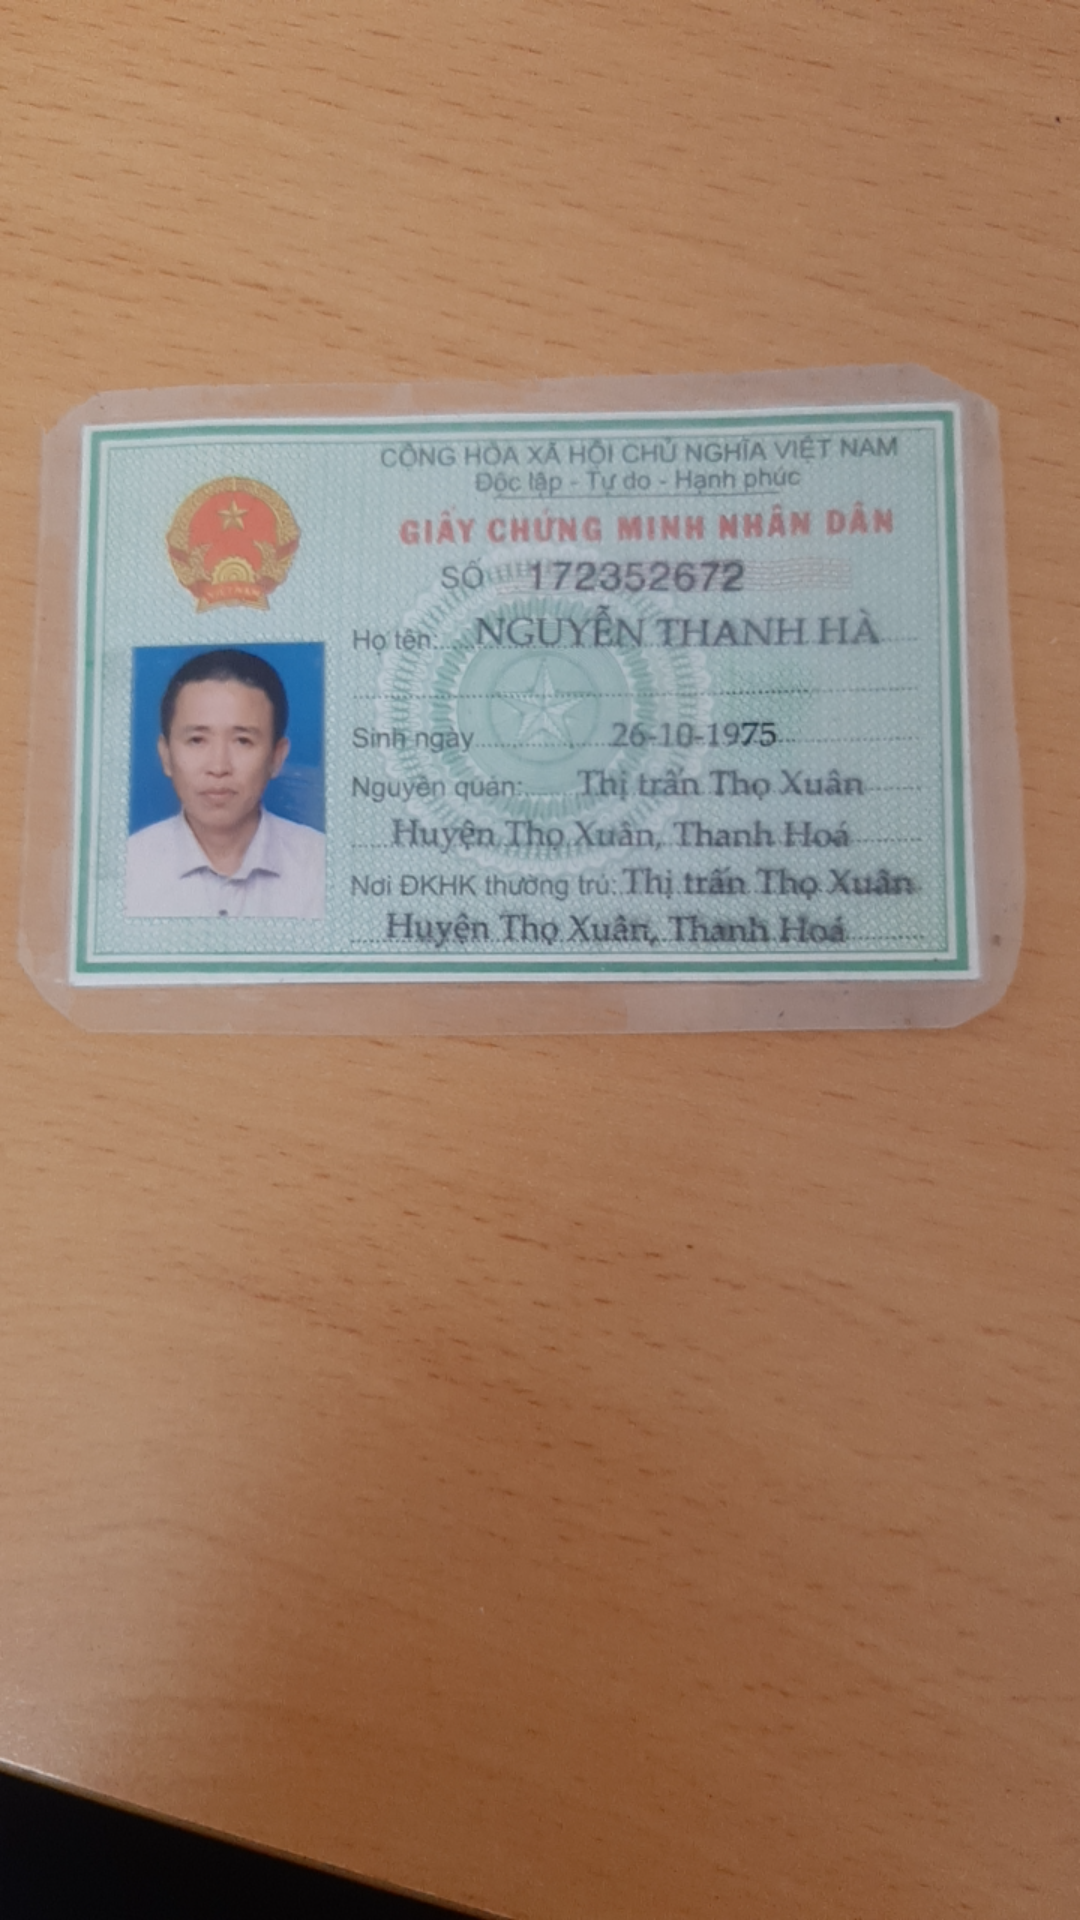 CỘNG HÒA XÃ HỘI CHỦ NGHĨA VIỆT NAM
Độc lập - Tự do - Hạnh phúc
GIẤY CHỨNG MINH NHÂN DÂN
SỐ 172352672
Họ tên: NGUYỄN THANH HÀ
Sinh ngày 26-10-1975
Nguyên quán: Thị trấn Thọ Xuân
Huyện Thọ Xuân, Thanh Hoá
Nơi ĐKHK thường trú: Thị trấn Thọ Xuân
Huyện Thọ Xuân, Thanh Hoá
VIỆT NAM